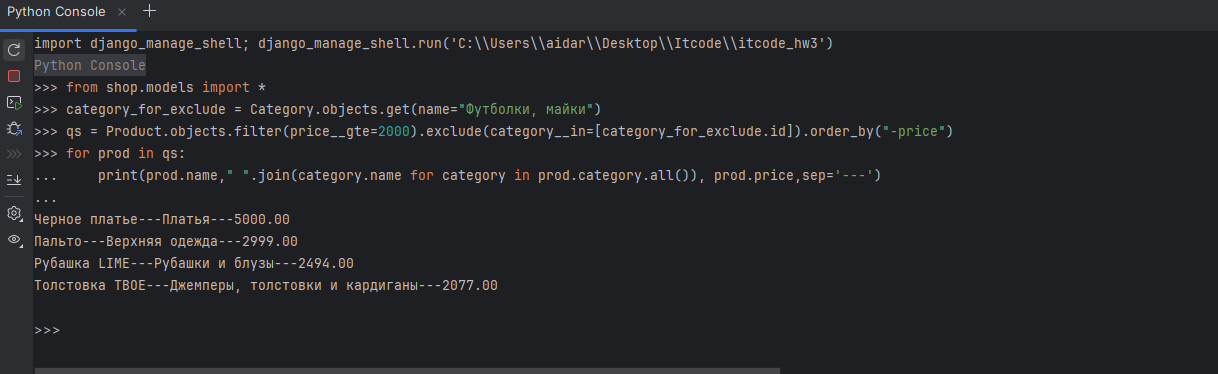 Python Console
import django_manage_shell; django_manage_shell.run('C:\\Users\\aidar\\Desktop\\Itcode\\itcode_hw3')
Python Console
>>> from shop.models import *
>>> category_for_exclude = Category.objects.get(name="Футболки, майки")
>>> qs = Product.objects.filter(price__gte=2000).exclude(category__in=[category_for_exclude.id]).order_by("-price")
>>> for prod in qs:
...     print(prod.name," ".join(category.name for category in prod.category.all()), prod.price,sep='---')
...
Черное платье---Платья---5000.00
Пальто---Верхняя одежда---2999.00
Рубашка LIME---Рубашки и блузы---2494.00
Толстовка ТВОЕ---Джемперы, толстовки и кардиганы---2077.00
>>>